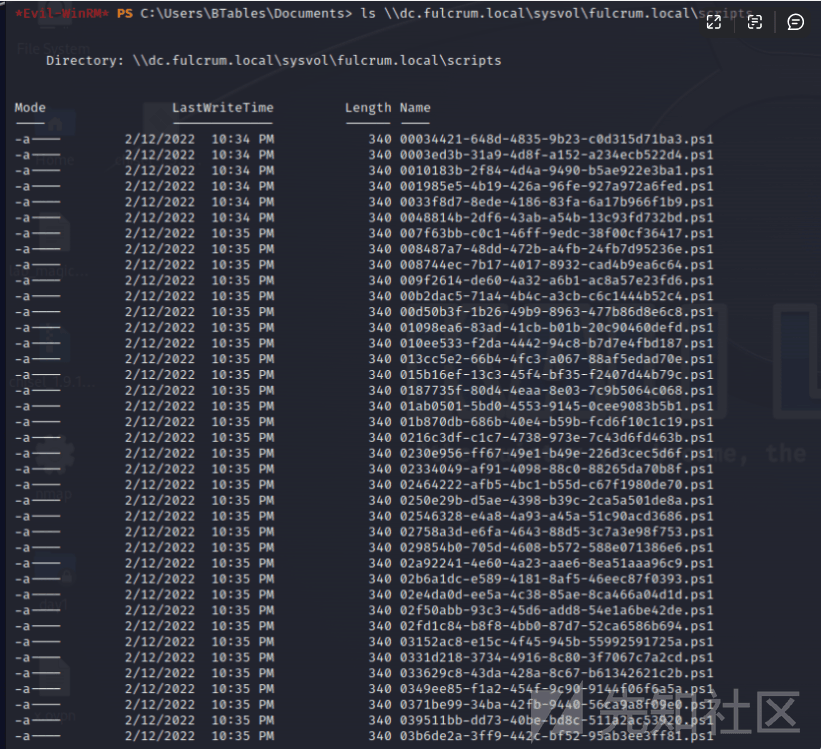 *Evil-WinRM* PS C:\Users\BTables\Documents> ls \\dc.fulcrum.local\sysvol\fulcrum.local\scripts
Directory: \\dc.fulcrum.local\sysvol\fulcrum.local\scripts
Mode LastWriteTime Length Name
-a---- 2/12/2022 10:34 PM 340 00034421-648d-4835-9b23-c0d315d71ba3.ps1
-a---- 2/12/2022 10:34 PM 340 0003ed3b-31a9-4d8f-a152-a234ecb522d4.ps1
-a---- 2/12/2022 10:34 PM 340 0010183b-2f84-4d4a-9490-b5ae922e3ba1.ps1
-a---- 2/12/2022 10:34 PM 340 001985e5-4b19-426a-96fe-927a972a6fed.ps1
-a---- 2/12/2022 10:34 PM 340 0033f8d7-8ede-4186-83fa-6a17b966f1b9.ps1
-a---- 2/12/2022 10:34 PM 340 0048814b-2df6-43ab-a54b-13c93fd732bd.ps1
-a---- 2/12/2022 10:35 PM 340 007f63bb-c0c1-46ff-9edc-38f00cf36417.ps1
-a---- 2/12/2022 10:35 PM 340 008487a7-48dd-472b-a4fb-24fb7d95236e.ps1
-a---- 2/12/2022 10:35 PM 340 008744ec-7b17-4017-8932-cad4b9ea6c64.ps1
-a---- 2/12/2022 10:35 PM 340 009f2614-de60-4a32-a6b1-ac8a57e23fd6.ps1
-a---- 2/12/2022 10:35 PM 340 00b2dac5-71a4-4b4c-a3cb-c6c1444b52c4.ps1
-a---- 2/12/2022 10:35 PM 340 00d50b3f-1b26-49b9-8963-477b86d8e6c8.ps1
-a---- 2/12/2022 10:35 PM 340 01098ea6-83ad-41cb-b01b-20c90460defd.ps1
-a---- 2/12/2022 10:35 PM 340 010ee533-f2da-4442-94c8-b7d7e4fbd187.ps1
-a---- 2/12/2022 10:35 PM 340 013cc5e2-66b4-4fc3-a067-88af5edad70e.ps1
-a---- 2/12/2022 10:35 PM 340 015b16ef-13c3-45f4-bf35-f2407d44b79c.ps1
-a---- 2/12/2022 10:35 PM 340 0187735f-80d4-4eaa-8e03-7c9b5064c068.ps1
-a---- 2/12/2022 10:35 PM 340 01ab0501-5bd0-4553-9145-0cee9083b5b1.ps1
-a---- 2/12/2022 10:35 PM 340 01b870db-686b-40e4-b59b-fcd6f10c1c19.ps1
-a---- 2/12/2022 10:35 PM 340 0216c3df-c1c7-4738-973e-7c43d6fd463b.ps1
-a---- 2/12/2022 10:35 PM 340 0230e956-ff67-49e1-b49e-226d3cec5d6f.ps1
-a---- 2/12/2022 10:35 PM 340 02334049-af91-4098-88c0-88265da70b8f.ps1
-a---- 2/12/2022 10:35 PM 340 02464222-afb5-4bc1-b55d-c67f1980de70.ps1
-a---- 2/12/2022 10:35 PM 340 0250e29b-d5ae-4398-b39c-2ca5a501de8a.ps1
-a---- 2/12/2022 10:35 PM 340 02546328-e4a8-4a93-a45a-51c90acd3686.ps1
-a---- 2/12/2022 10:35 PM 340 02758a3d-e6fa-4643-88d5-3c7a3e98f753.ps1
-a---- 2/12/2022 10:35 PM 340 029854b0-705d-4608-b572-588e071386e6.ps1
-a---- 2/12/2022 10:35 PM 340 02a92241-4e60-4a23-aae6-8ea51aaa96c9.ps1
-a---- 2/12/2022 10:35 PM 340 02b6a1dc-e589-4181-8af5-46eec87f0393.ps1
-a---- 2/12/2022 10:35 PM 340 02e4da0d-ee5a-4c38-85ae-8ca466a04d1d.ps1
-a---- 2/12/2022 10:35 PM 340 02f50abb-93c3-45d6-add8-54e1a6be42de.ps1
-a---- 2/12/2022 10:35 PM 340 02fd1c84-b8f8-4bb0-87d7-52ca6586b694.ps1
-a---- 2/12/2022 10:35 PM 340 03152ac8-e15c-4f45-945b-55992591725a.ps1
-a---- 2/12/2022 10:35 PM 340 0331d218-3734-4916-8c80-3f7067c7a2cd.ps1
-a---- 2/12/2022 10:35 PM 340 033629c8-43da-428a-8c67-b61342621c2b.ps1
-a---- 2/12/2022 10:35 PM 340 0349ee85-f1a2-454f-9c90-9144f06f6a5a.ps1
-a---- 2/12/2022 10:35 PM 340 0371be99-34ba-42fb-9440-56ca9a8f09e0.ps1
-a---- 2/12/2022 10:35 PM 340 039511bb-dd73-40be-bd8c-511a2ac53920.ps1
-a---- 2/12/2022 10:35 PM 340 03b6de2a-3ff9-442c-bf52-95ab3ee3ff81.ps1
先知社区